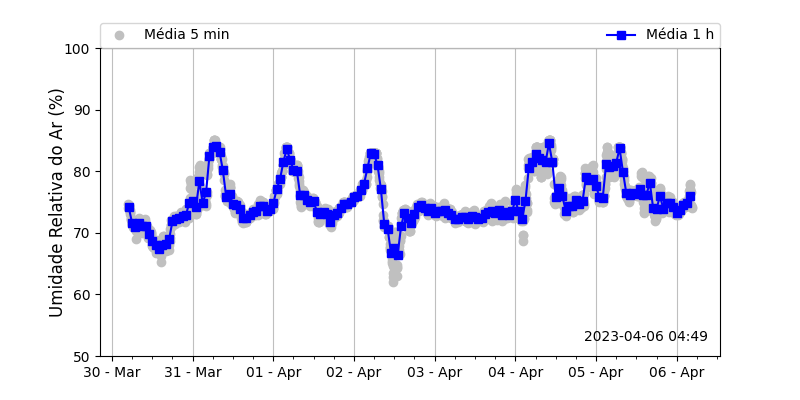 Média 5 min
Média 1 h
Umidade Relativa do Ar (%)
100
90
80
70
60
50
2023-04-06 04:49
30 - Mar
31 - Mar
01 - Apr
02 - Apr
03 - Apr
04 - Apr
05 - Apr
06 - Apr